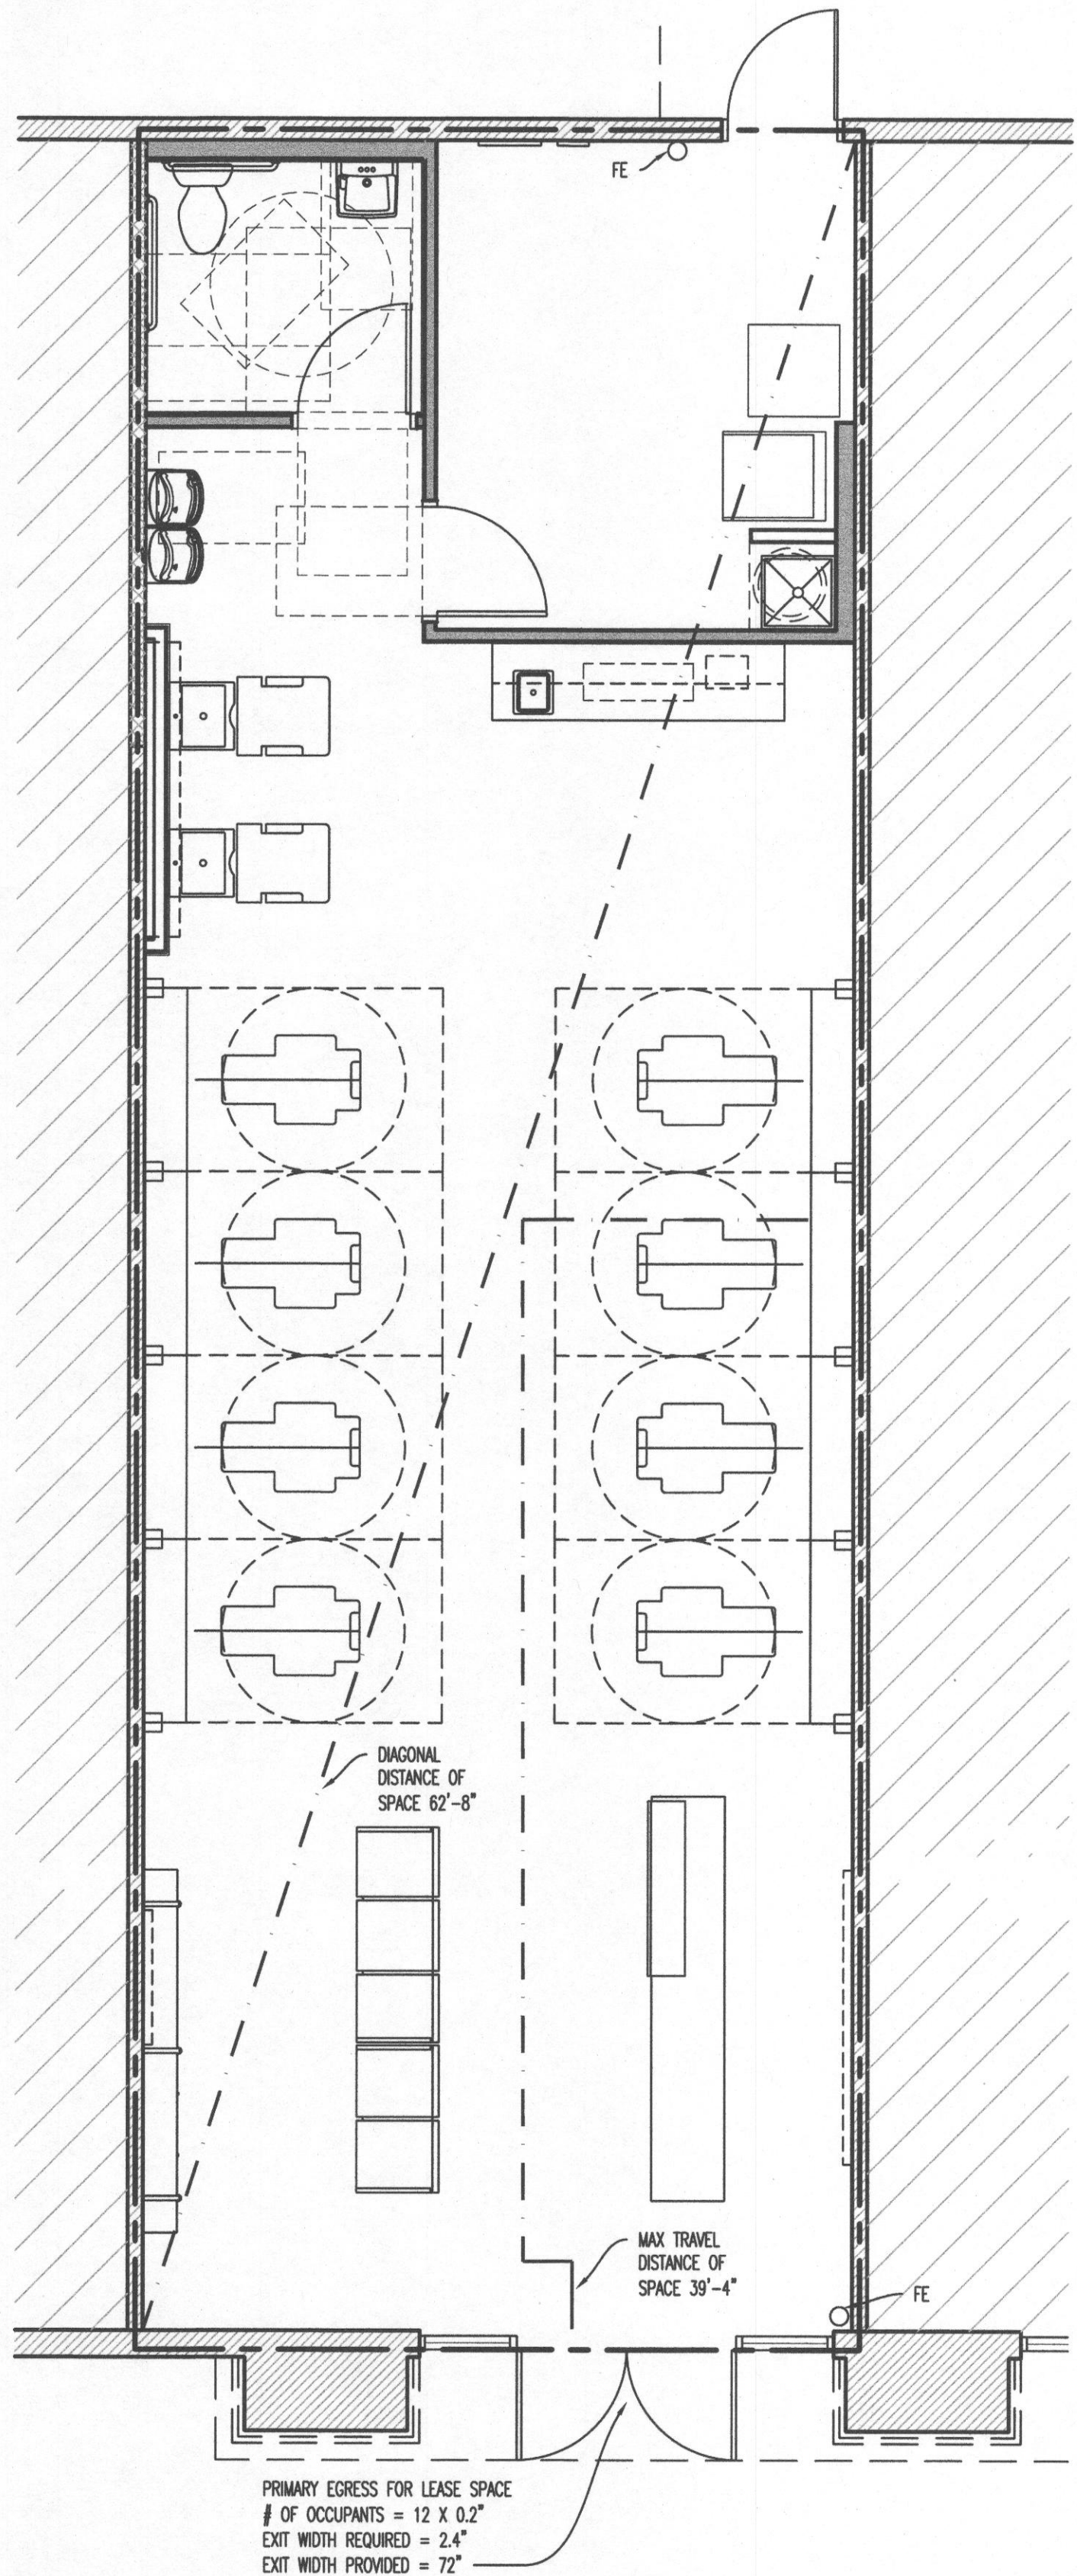 FE
DIAGONAL
DISTANCE OF
SPACE 62'-8"
MAX TRAVEL
DISTANCE OF
SPACE 39'-4"
FE
PRIMARY EGRESS FOR LEASE SPACE
# OF OCCUPANTS = 12 X 0.2"
EXIT WIDTH REQUIRED = 2.4"
EXIT WIDTH PROVIDED = 72"